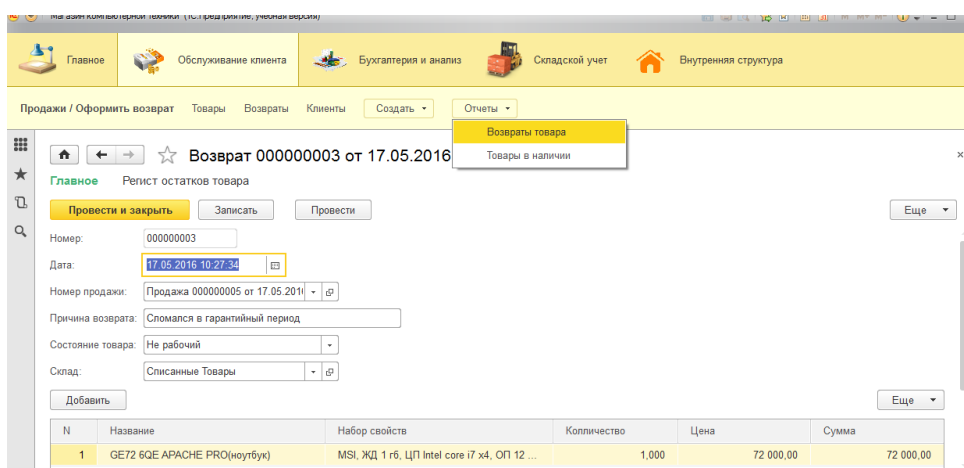 Магазин компьютерной техники (1С:Предприятие, учебная версия)
Главное Обслуживание клиента Бухгалтерия и анализ Складской учет Внутренняя структура
Продажи / Оформить возврат Товары Возвраты Клиенты Создать Отчеты
Возвраты товара
Товары в наличии
Возврат 000000003 от 17.05.2016
Главное Регист остатков товара
Провести и закрыть Записать Провести Еще
Номер: 000000003
Дата: 17.05.2016 10:27:34
Номер продажи: Продажа 000000005 от 17.05.201
Причина возврата: Сломался в гарантийный период
Состояние товара: Не рабочий
Склад: Списанные Товары
Добавить Еще
N Название Набор свойств Колличество Цена Сумма
1 GE72 6QE APACHE PRO(ноутбук) MSI, ЖД 1 гб, ЦП Intel core i7 x4, ОП 12 ... 1,000 72 000,00 72 000,00